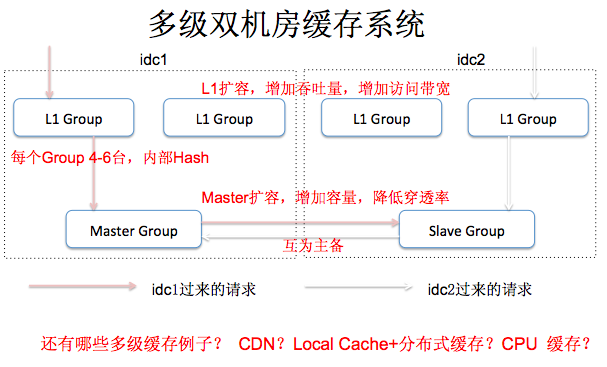 多级双机房缓存系统
idc1
idc2
L1扩容，增加吞吐量，增加访问带宽
L1 Group
L1 Group
L1 Group
L1 Group
每个Group 4-6台，内部Hash
Master扩容，增加容量，降低穿透率
Master Group
Slave Group
互为主备
idc1过来的请求
idc2过来的请求
还有哪些多级缓存例子？ CDN？Local Cache+分布式缓存？CPU 缓存？